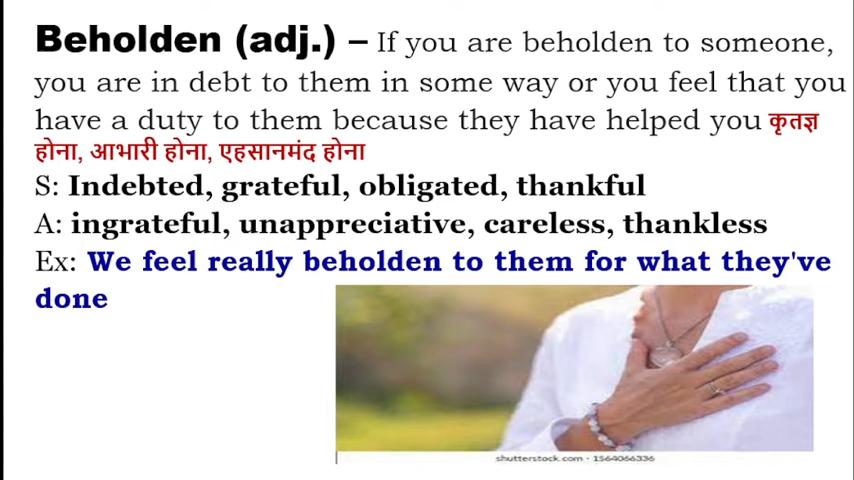 Beholden (adj.) – If you are beholden to someone,
you are in debt to them in some way or you feel that you
have a duty to them because they have helped you कृतज्ञ
होना, आभारी होना, एहसानमंद होना
S: Indebted, grateful, obligated, thankful
A: ingrateful, unappreciative, careless, thankless
Ex: We feel really beholden to them for what they've
done
shutterstock.com · 1564066336